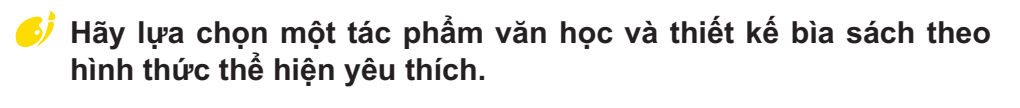 Hãy lựa chọn một tác phẩm văn học và thiết kế bìa sách theo
hình thức thể hiện yêu thích.